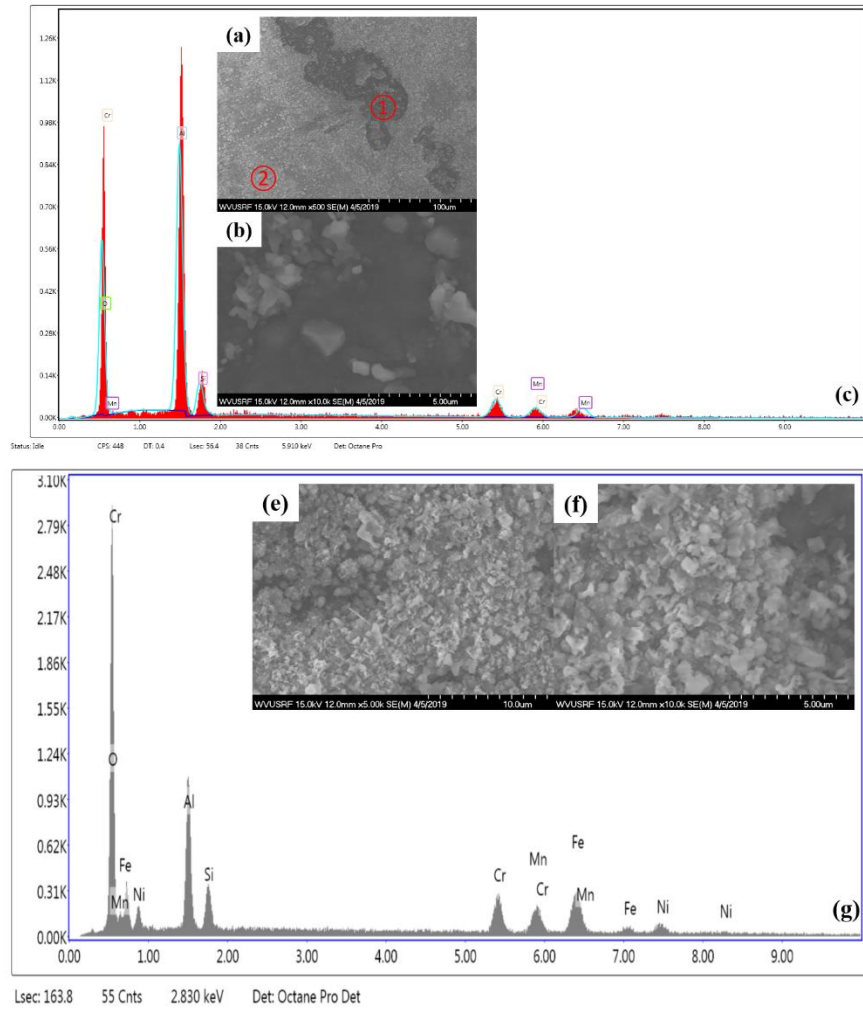 1.26K
(a)
1.12K
Cr
①
0.98K
Al
0.84K
②
0.70K
WVUSRF 15.0kV 12.0mm x500 SE(M) 4/5/2019 100um
(b)
0.56K
0.42K
O
0.28K
Mn
0.14K
Si
Cr
Cr
Mn
Mn
WVUSRF 15.0kV 12.0mm x10.0k SE(M) 4/5/2019 5.00um
(c)
0.00K
0.00 1.00 2.00 3.00 4.00 5.00 6.00 7.00 8.00 9.00
Status: Idle CPS: 448 DT: 0.4 Lsec: 56.4 38 Cnts 5.910 keV Det: Octane Pro
3.10K
(e) (f)
Cr
2.79K
2.48K
2.17K
1.86K
WVUSRF 15.0kV 12.0mm x5.00k SE(M) 4/5/2019 10.0um
WVUSRF 15.0kV 12.0mm x10.0k SE(M) 4/5/2019 5.00um
1.55K
1.24K
O
0.93K
Al
Fe
0.62K
Mn
Fe
Si
Cr
Cr
0.31K
Mn
Ni
Mn
Fe
Ni
Ni
(g)
0.00K
0.00 1.00 2.00 3.00 4.00 5.00 6.00 7.00 8.00 9.00
Lsec: 163.8 55 Cnts 2.830 keV Det: Octane Pro Det